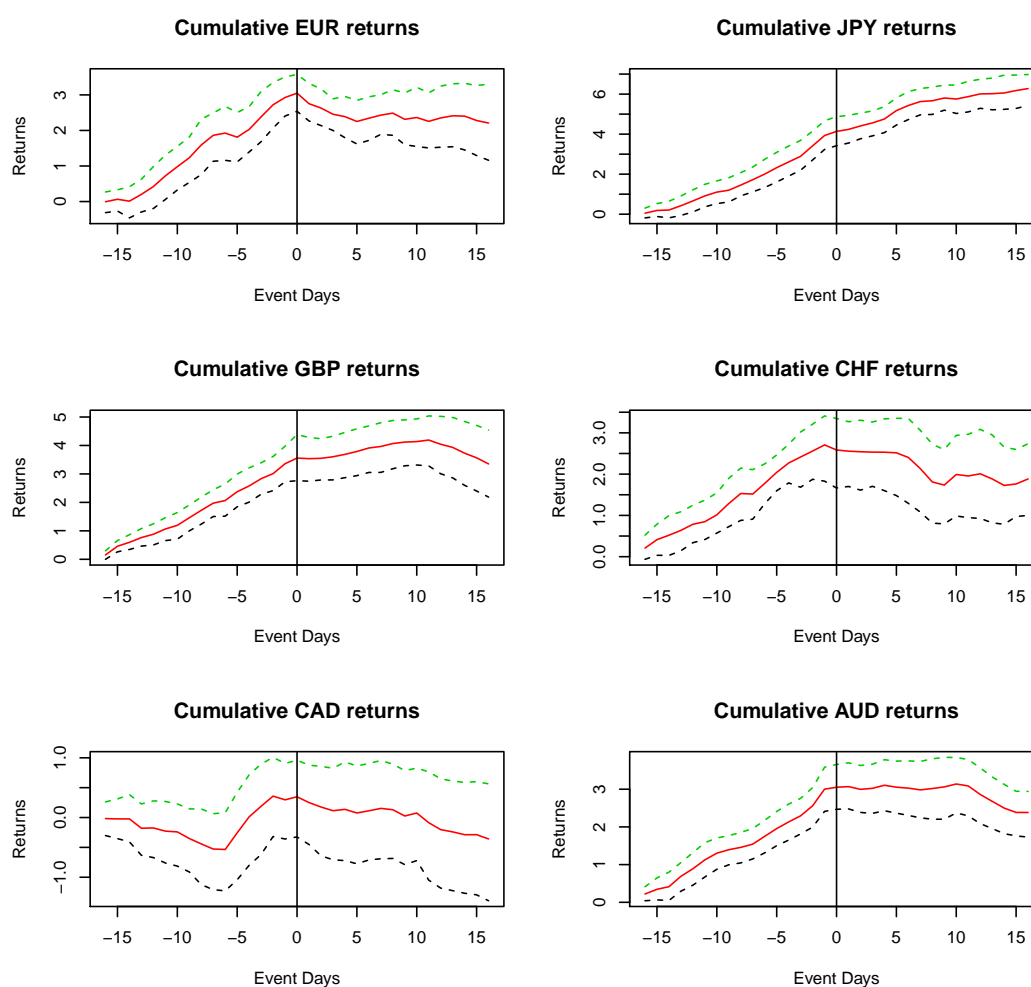 Cumulative EUR returns
Returns
0 1 2 3
−15 −10 −5 0 5 10 15
Event Days
Cumulative JPY returns
Returns
0 2 4 6
−15 −10 −5 0 5 10 15
Event Days
Cumulative GBP returns
Returns
0 1 2 3 4 5
−15 −10 −5 0 5 10 15
Event Days
Cumulative CHF returns
Returns
0.0 1.0 2.0 3.0
−15 −10 −5 0 5 10 15
Event Days
Cumulative CAD returns
Returns
−1.0 0.0 1.0
−15 −10 −5 0 5 10 15
Event Days
Cumulative AUD returns
Returns
0 1 2 3
−15 −10 −5 0 5 10 15
Event Days